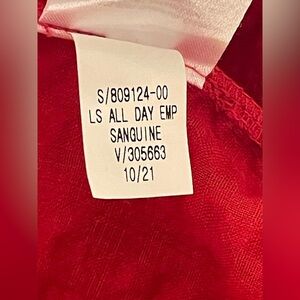 S/809124-00
LS ALL DAY EMP
SANGUINE
V/305663
10/21